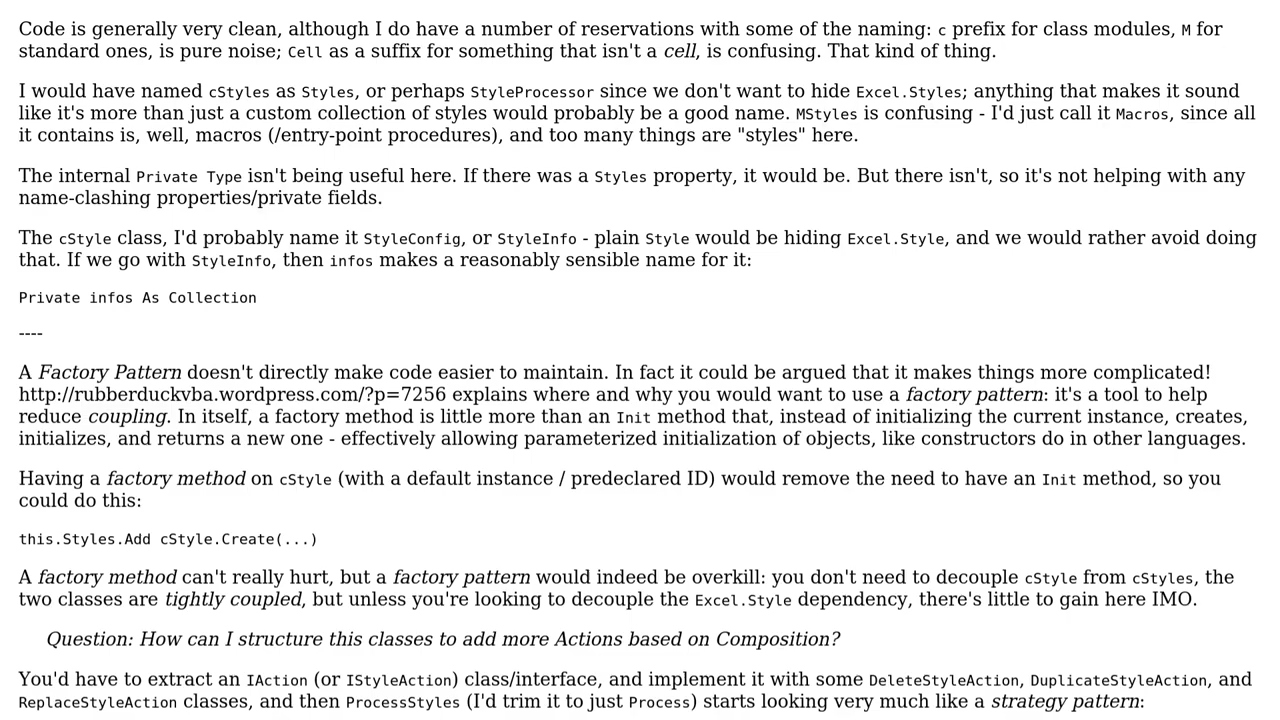 Code is generally very clean, although I do have a number of reservations with some of the naming: c prefix for class modules, M for
standard ones, is pure noise; Cell as a suffix for something that isn't a cell, is confusing. That kind of thing.
I would have named cStyles as Styles, or perhaps StyleProcessor since we don't want to hide Excel.Styles; anything that makes it sound
like it's more than just a custom collection of styles would probably be a good name. MStyles is confusing - I'd just call it Macros, since all
it contains is, well, macros (/entry-point procedures), and too many things are "styles" here.
The internal Private Type isn't being useful here. If there was a Styles property, it would be. But there isn't, so it's not helping with any
name-clashing properties/private fields.
The cStyle class, I'd probably name it StyleConfig, or StyleInfo - plain Style would be hiding Excel.Style, and we would rather avoid doing
that. If we go with StyleInfo, then infos makes a reasonably sensible name for it:
Private infos As Collection
----
A Factory Pattern doesn't directly make code easier to maintain. In fact it could be argued that it makes things more complicated!
http://rubberduckvba.wordpress.com/?p=7256 explains where and why you would want to use a factory pattern: it's a tool to help
reduce coupling. In itself, a factory method is little more than an Init method that, instead of initializing the current instance, creates,
initializes, and returns a new one - effectively allowing parameterized initialization of objects, like constructors do in other languages.
Having a factory method on cStyle (with a default instance / predeclared ID) would remove the need to have an Init method, so you
could do this:
this.Styles.Add cStyle.Create(...)
A factory method can't really hurt, but a factory pattern would indeed be overkill: you don't need to decouple cStyle from cStyles, the
two classes are tightly coupled, but unless you're looking to decouple the Excel.Style dependency, there's little to gain here IMO.
Question: How can I structure this classes to add more Actions based on Composition?
You'd have to extract an IAction (or IStyleAction) class/interface, and implement it with some DeleteStyleAction, DuplicateStyleAction, and
ReplaceStyleAction classes, and then ProcessStyles (I'd trim it to just Process) starts looking very much like a strategy pattern: